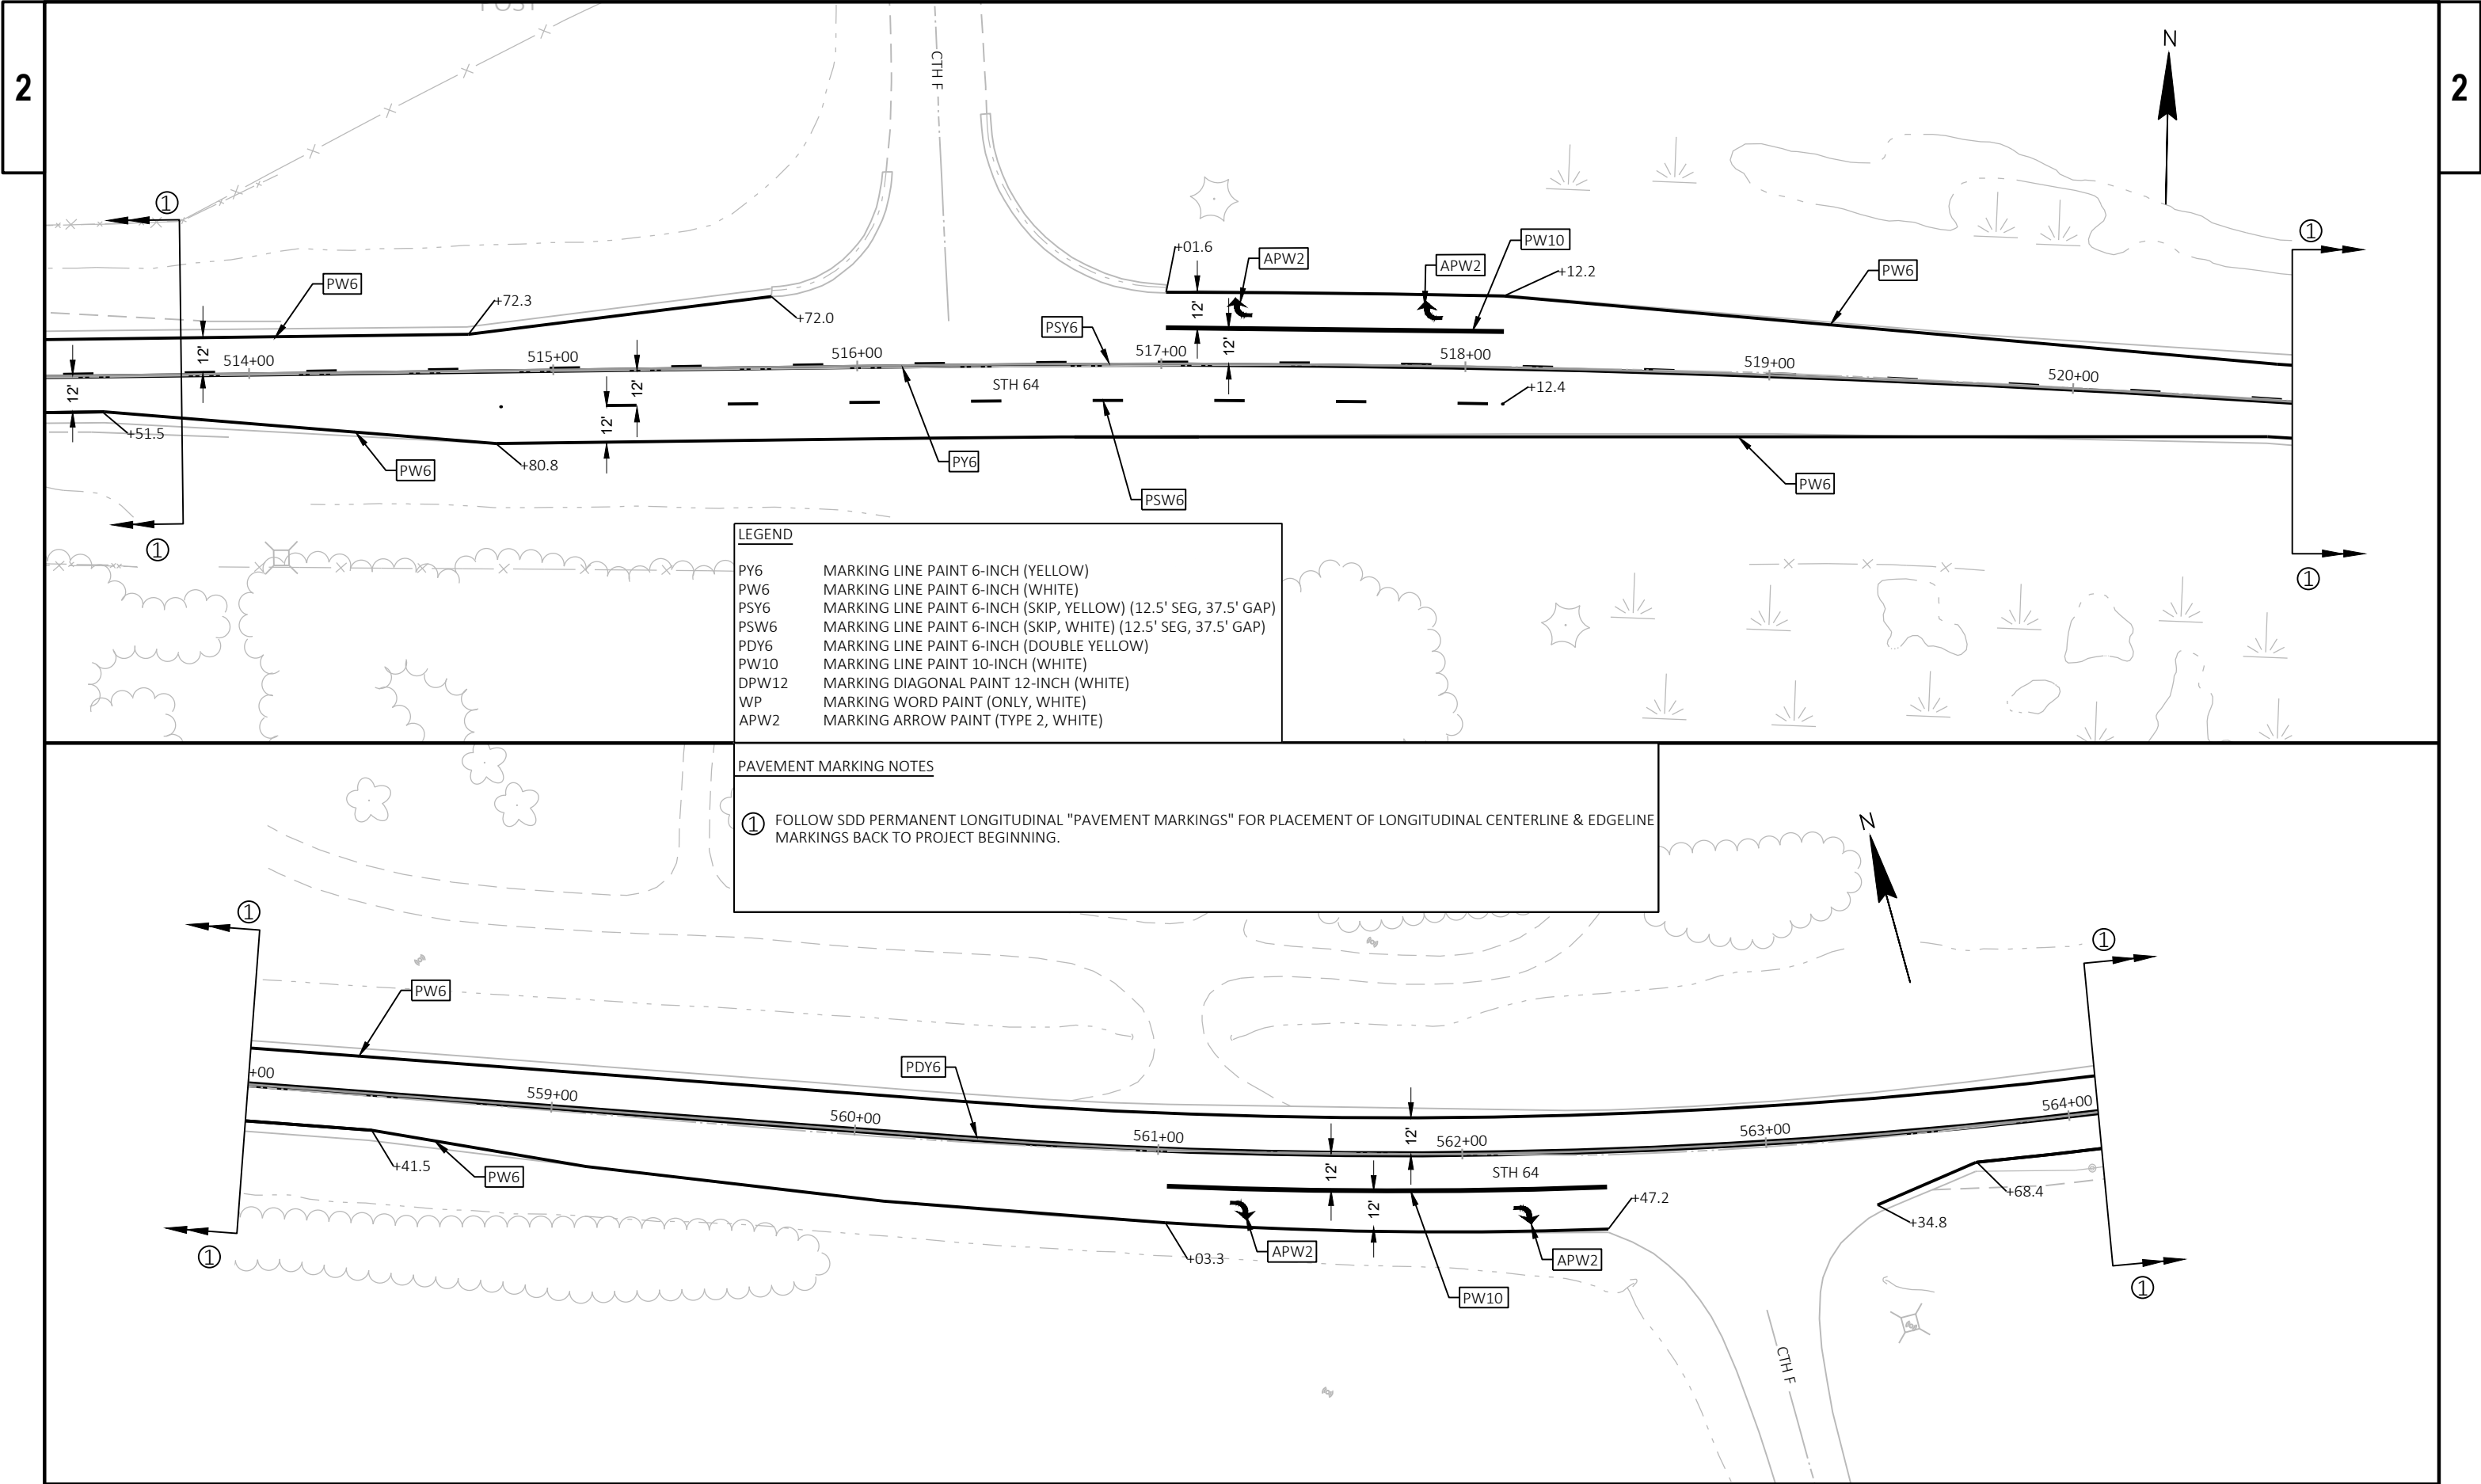 2
2
N
CTH F
①
①
+01.6
APW2
APW2
PW10
+12.2
PW6
PW6
+72.3
+72.0
12'
12'
12'
12'
12'
12'
12'
PSY6
514+00
515+00
516+00
517+00
518+00
519+00
520+00
STH 64
+12.4
+51.5
+80.8
PW6
PY6
PSW6
PW6
①
①
LEGEND
PY6 MARKING LINE PAINT 6-INCH (YELLOW)
PW6 MARKING LINE PAINT 6-INCH (WHITE)
PSY6 MARKING LINE PAINT 6-INCH (SKIP, YELLOW) (12.5' SEG, 37.5' GAP)
PSW6 MARKING LINE PAINT 6-INCH (SKIP, WHITE) (12.5' SEG, 37.5' GAP)
PDY6 MARKING LINE PAINT 6-INCH (DOUBLE YELLOW)
PW10 MARKING LINE PAINT 10-INCH (WHITE)
DPW12 MARKING DIAGONAL PAINT 12-INCH (WHITE)
WP MARKING WORD PAINT (ONLY, WHITE)
APW2 MARKING ARROW PAINT (TYPE 2, WHITE)
PAVEMENT MARKING NOTES
① FOLLOW SDD PERMANENT LONGITUDINAL "PAVEMENT MARKINGS" FOR PLACEMENT OF LONGITUDINAL CENTERLINE & EDGELINE
MARKINGS BACK TO PROJECT BEGINNING.
N
①
①
PW6
PDY6
+00
559+00
560+00
561+00
562+00
563+00
564+00
12'
12'
12'
STH 64
+41.5
PW6
+47.2
+68.4
+34.8
+03.3
APW2
APW2
PW10
CTH F
①
①